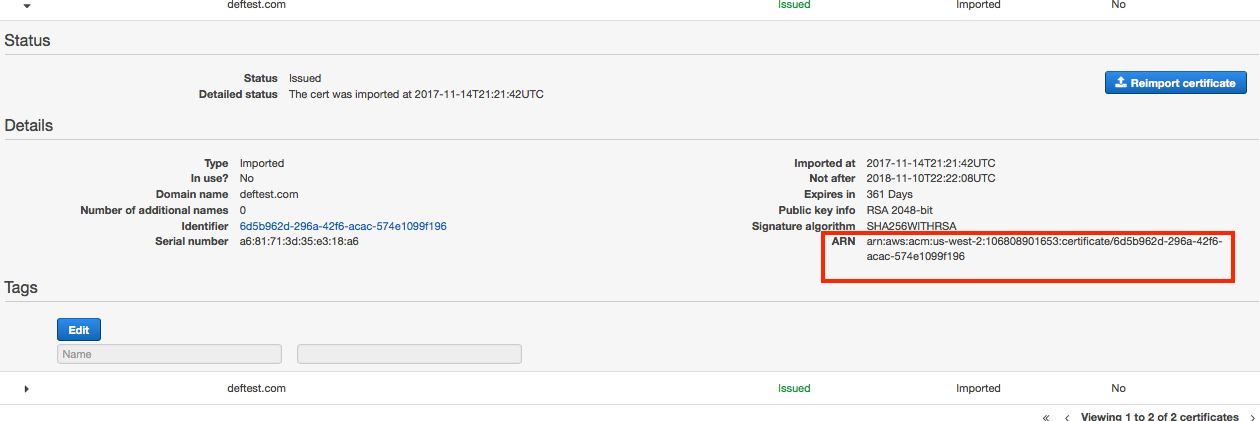 deftest.com Issued Imported No
Status
Status Issued
Detailed status The cert was imported at 2017-11-14T21:21:42UTC
Reimport certificate
Details
Type Imported
In use? No
Domain name deftest.com
Number of additional names 0
Identifier 6d5b962d-296a-42f6-acac-574e1099f196
Serial number a6:81:71:3d:35:e3:18:a6
Imported at 2017-11-14T21:21:42UTC
Not after 2018-11-10T22:22:08UTC
Expires in 361 Days
Public key info RSA 2048-bit
Signature algorithm SHA256WITHRSA
ARN arn:aws:acm:us-west-2:106808901653:certificate/6d5b962d-296a-42f6-
acac-574e1099f196
Tags
Edit
Name
deftest.com Issued Imported No
« ‹ Viewing 1 to 2 of 2 certificates ›